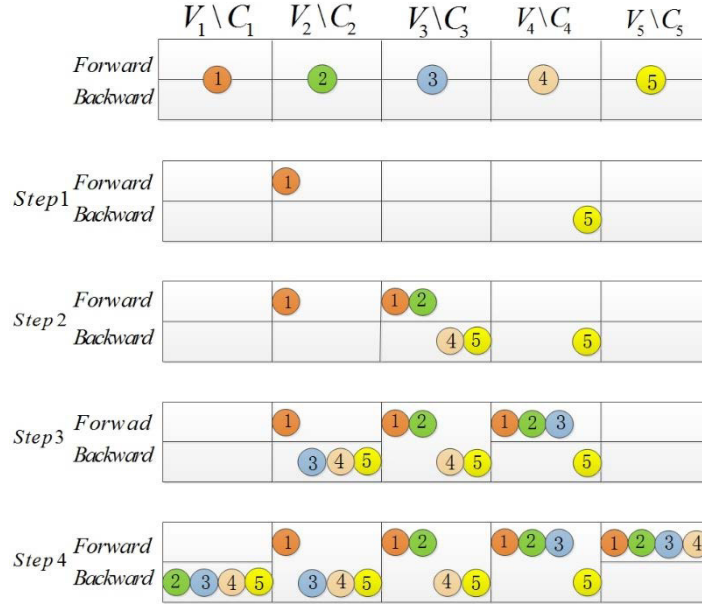 V₁\C₁ V₂\C₂ V₃\C₃ V₄\C₄ V₅\C₅
Forward
1 2 3 4 5
Backward
Forward 1
Step1
Backward 5
Forward 1 1 2
Step2
Backward 4 5 5
Forwad 1 1 2 1 2 3
Step3
Backward 3 4 5 4 5 5
Forward 1 1 2 1 2 3 1 2 3 4
Step4
Backward 2 3 4 5 3 4 5 4 5 5